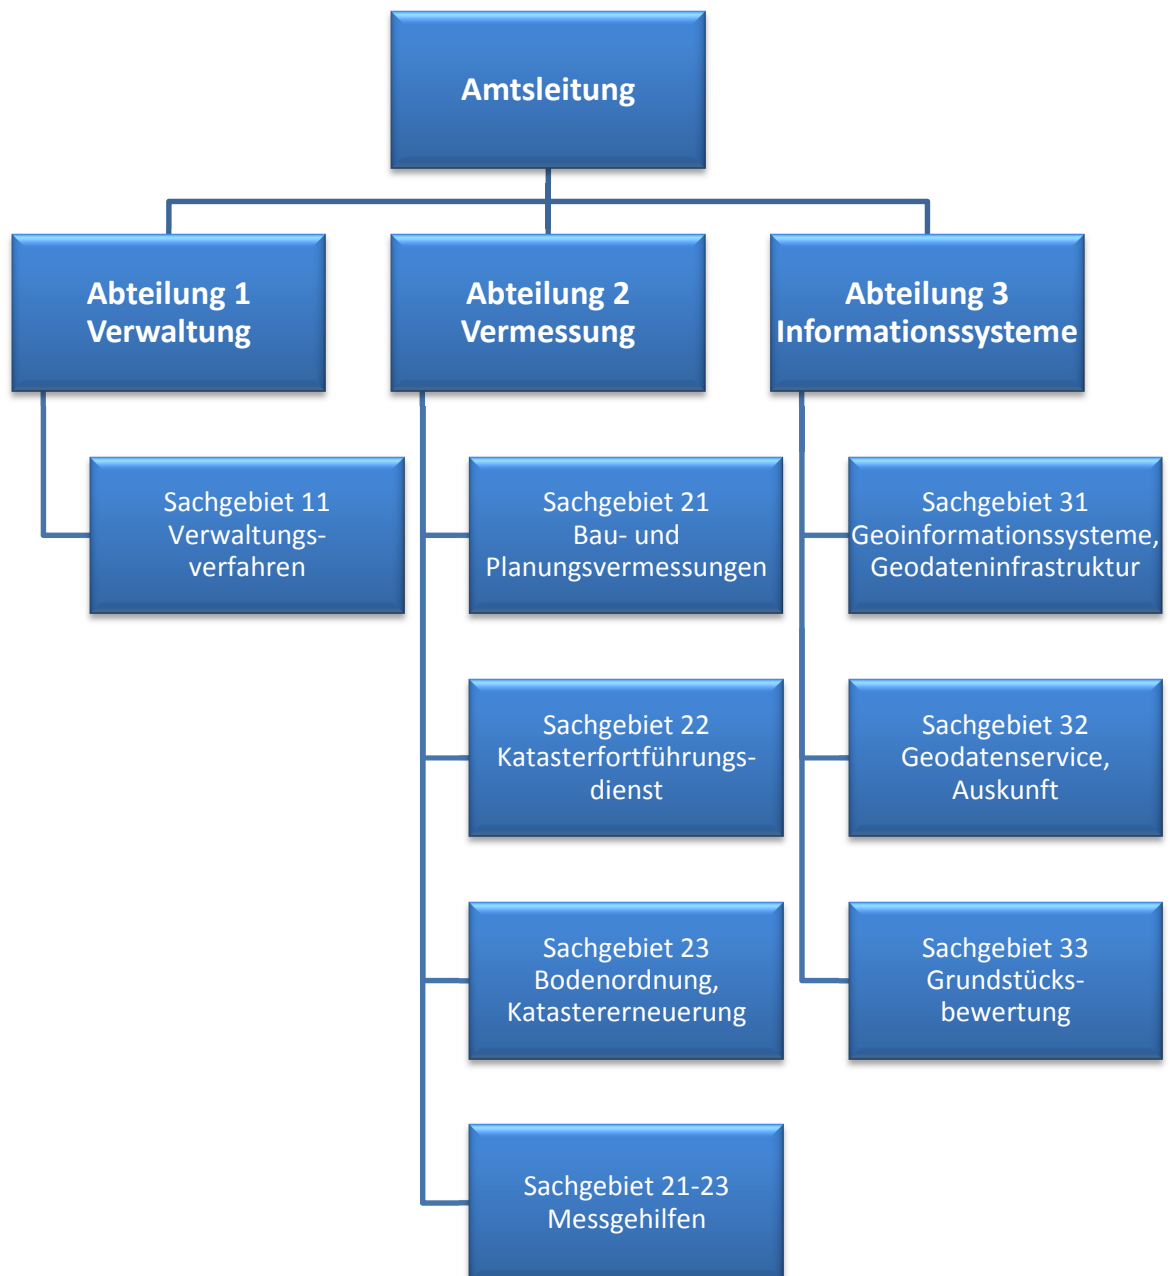 Amtsleitung
Abteilung 1
Verwaltung
Abteilung 2
Vermessung
Abteilung 3
Informationssysteme
Sachgebiet 11
Verwaltungs-
verfahren
Sachgebiet 21
Bau- und
Planungsvermessungen
Sachgebiet 31
Geoinformationssysteme,
Geodateninfrastruktur
Sachgebiet 22
Katasterfortführungs-
dienst
Sachgebiet 32
Geodatenservice,
Auskunft
Sachgebiet 23
Bodenordnung,
Katastererneuerung
Sachgebiet 33
Grundstücks-
bewertung
Sachgebiet 21-23
Messgehilfen